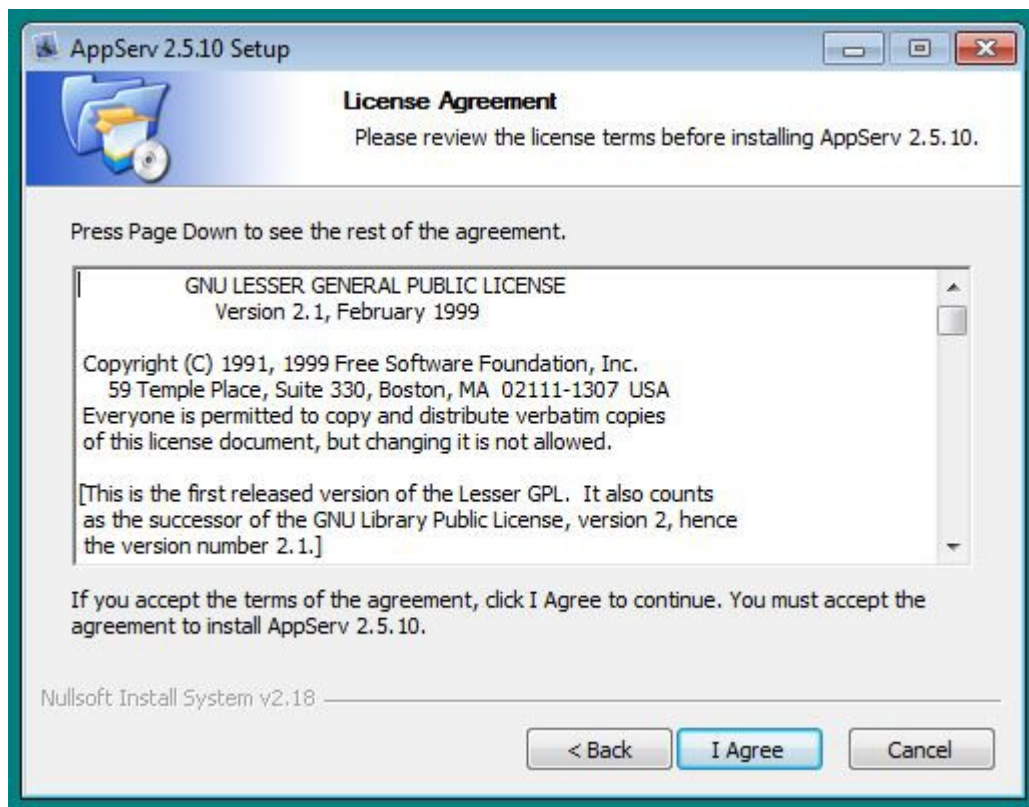 AppServ 2.5.10 Setup
License Agreement
Please review the license terms before installing AppServ 2.5.10.
Press Page Down to see the rest of the agreement.
GNU LESSER GENERAL PUBLIC LICENSE
Version 2.1, February 1999
Copyright (C) 1991, 1999 Free Software Foundation, Inc.
59 Temple Place, Suite 330, Boston, MA  02111-1307  USA
Everyone is permitted to copy and distribute verbatim copies
of this license document, but changing it is not allowed.
[This is the first released version of the Lesser GPL.  It also counts
as the successor of the GNU Library Public License, version 2, hence
the version number 2.1.]
If you accept the terms of the agreement, click I Agree to continue. You must accept the
agreement to install AppServ 2.5.10.
Nullsoft Install System v2.18
< Back
I Agree
Cancel